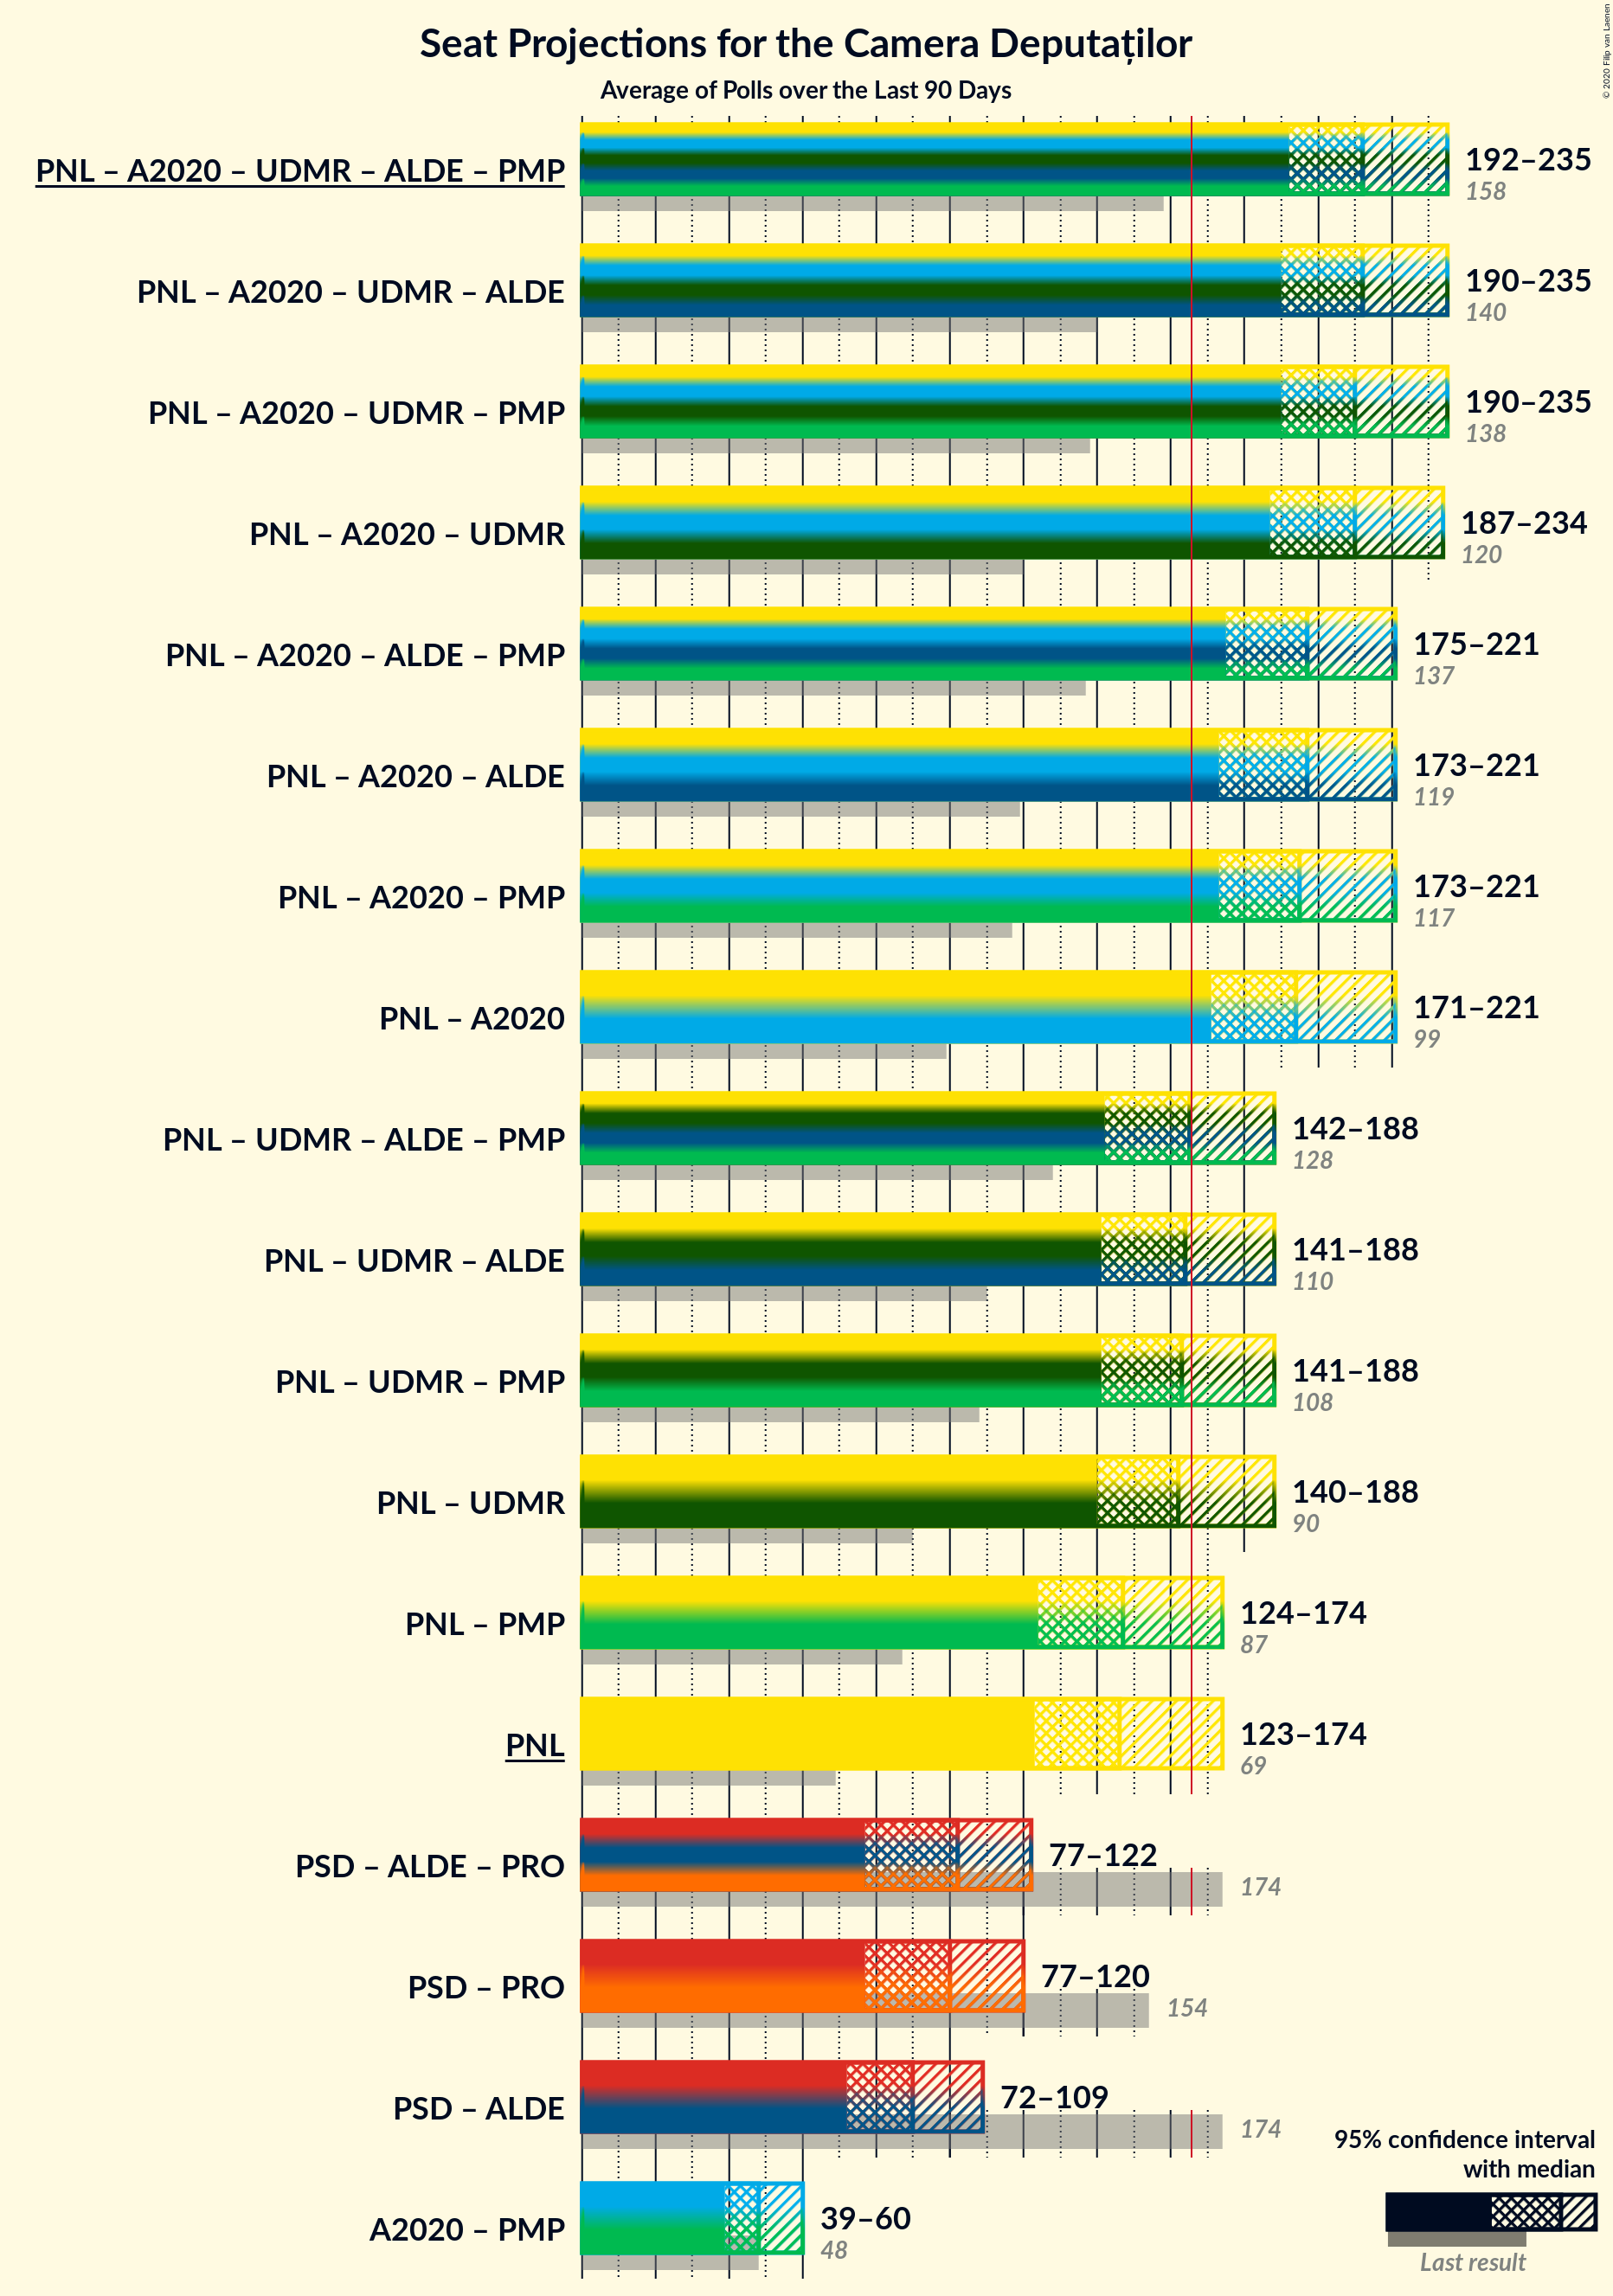 Seat Projections for the Camera Deputaților
Average of Polls over the Last 90 Days
© 2020 Filip van Laenen
PNL – A2020 – UDMR – ALDE – PMP
192–235
158
PNL – A2020 – UDMR – ALDE
190–235
140
PNL – A2020 – UDMR – PMP
190–235
138
PNL – A2020 – UDMR
187–234
120
PNL – A2020 – ALDE – PMP
175–221
137
PNL – A2020 – ALDE
173–221
119
PNL – A2020 – PMP
173–221
117
PNL – A2020
171–221
99
PNL – UDMR – ALDE – PMP
142–188
128
PNL – UDMR – ALDE
141–188
110
PNL – UDMR – PMP
141–188
108
PNL – UDMR
140–188
90
PNL – PMP
124–174
87
PNL
123–174
69
PSD – ALDE – PRO
77–122
174
PSD – PRO
77–120
154
PSD – ALDE
72–109
174
A2020 – PMP
39–60
48
95% confidence interval
with median
Last result